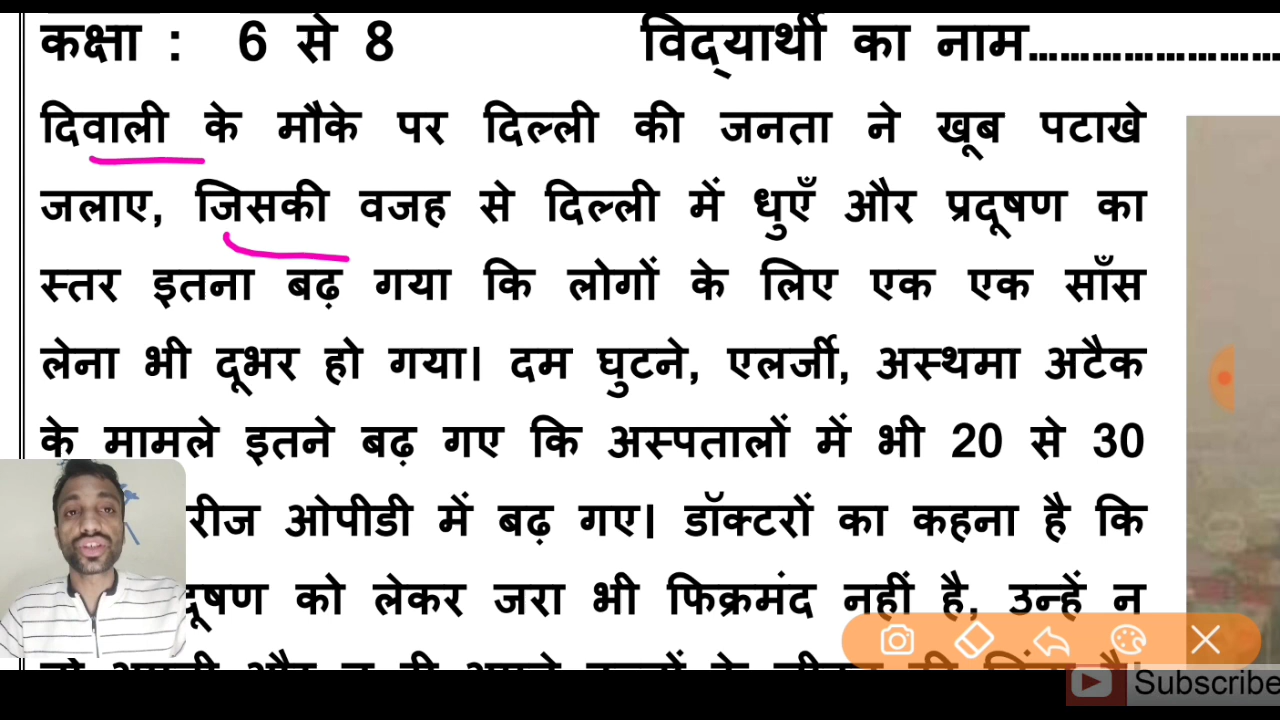 कक्षा : 6 से 8 विद्यार्थी का नाम..............................
दिवाली के मौके पर दिल्ली की जनता ने खूब पटाखे
जलाए, जिसकी वजह से दिल्ली में धुएँ और प्रदूषण का
स्तर इतना बढ़ गया कि लोगों के लिए एक एक साँस
लेना भी दूभर हो गया। दम घुटने, एलर्जी, अस्थमा अटैक
के मामले इतने बढ़ गए कि अस्पतालों में भी 20 से 30
ओपीडी में बढ़ गए। डॉक्टरों का कहना है कि
को लेकर जरा भी फिक्रमंद नहीं है, उन्हें न
Subscribe